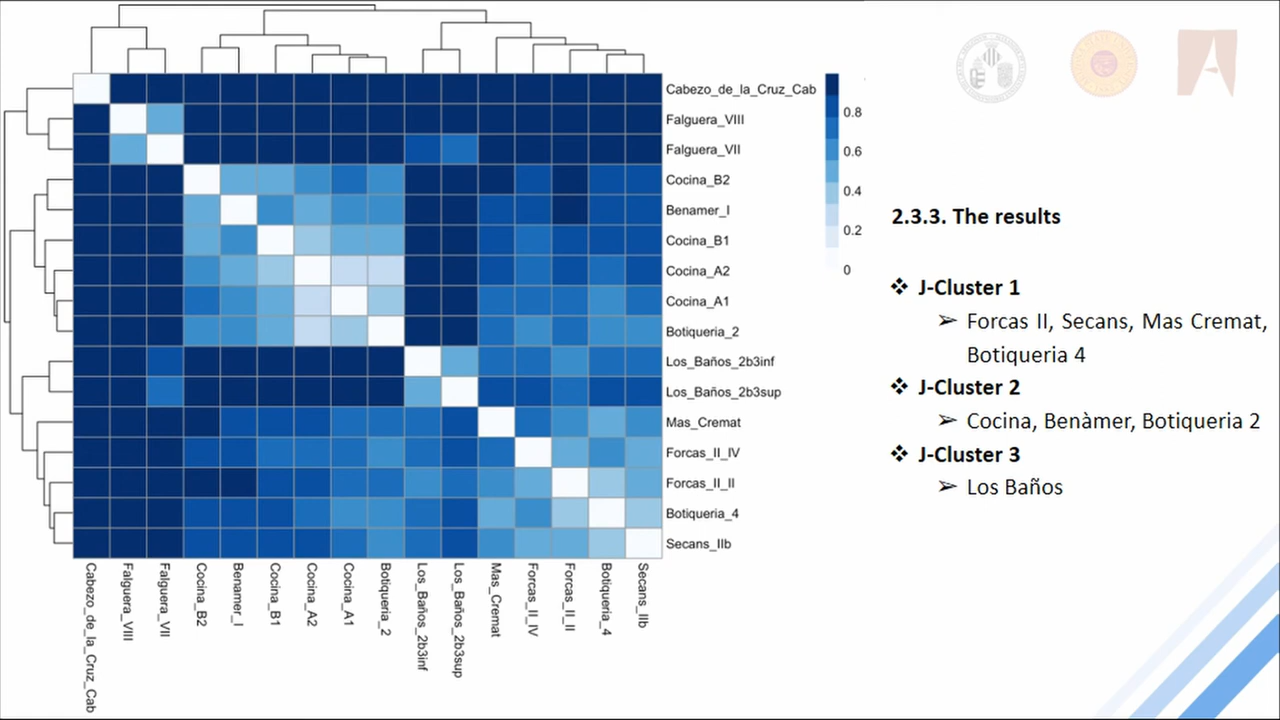 Cabezo_de_la_Cruz_Cab
Falguera_VIII
Falguera_VII
Cocina_B2
Benamer_I
Cocina_B1
Cocina_A2
Cocina_A1
Botiqueria_2
Los_Baños_2b3inf
Los_Baños_2b3sup
Mas_Cremat
Forcas_II_IV
Forcas_II_II
Botiqueria_4
Secans_IIb
0.8
0.6
0.4
0.2
0
Cabezo_de_la_Cruz_Cab
Falguera_VIII
Falguera_VII
Cocina_B2
Benamer_I
Cocina_B1
Cocina_A2
Cocina_A1
Botiqueria_2
Los_Baños_2b3inf
Los_Baños_2b3sup
Mas_Cremat
Forcas_II_IV
Forcas_II_II
Botiqueria_4
Secans_IIb
2.3.3. The results
❖ J-Cluster 1
➢ Forcas II, Secans, Mas Cremat,
Botiqueria 4
❖ J-Cluster 2
➢ Cocina, Benàmer, Botiqueria 2
❖ J-Cluster 3
➢ Los Baños